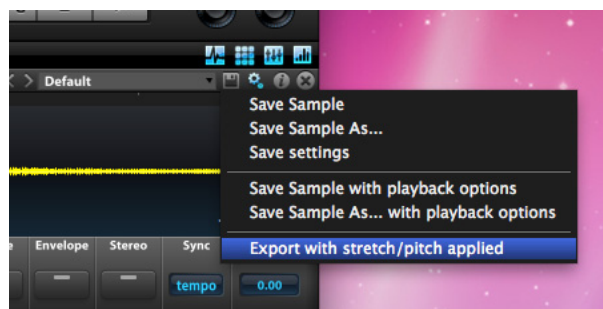 Default
Save Sample
Save Sample As...
Save settings
Save Sample with playback options
Save Sample As... with playback options
Export with stretch/pitch applied
Envelope Stereo Sync
tempo 0.00